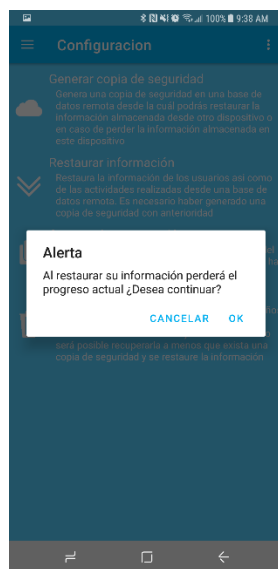 100% 9:38 AM
Configuracion
Generar copia de seguridad
Genera una copia de seguridad en una base de
datos remota desde la cual podrás restaurar la
información almacenada desde otro dispositivo o
en caso de perder la información almacenada en
este dispositivo
Restaurar información
Restaura la información de los usuarios así como
de las actividades realizadas desde una base de
datos remota. Es necesario haber generado una
copia de seguridad con anterioridad
Alerta
Al restaurar su información perderá el
progreso actual ¿Desea continuar?
CANCELAR OK
será posible recuperarla a menos que exista una
copia de seguridad y se restaure la información